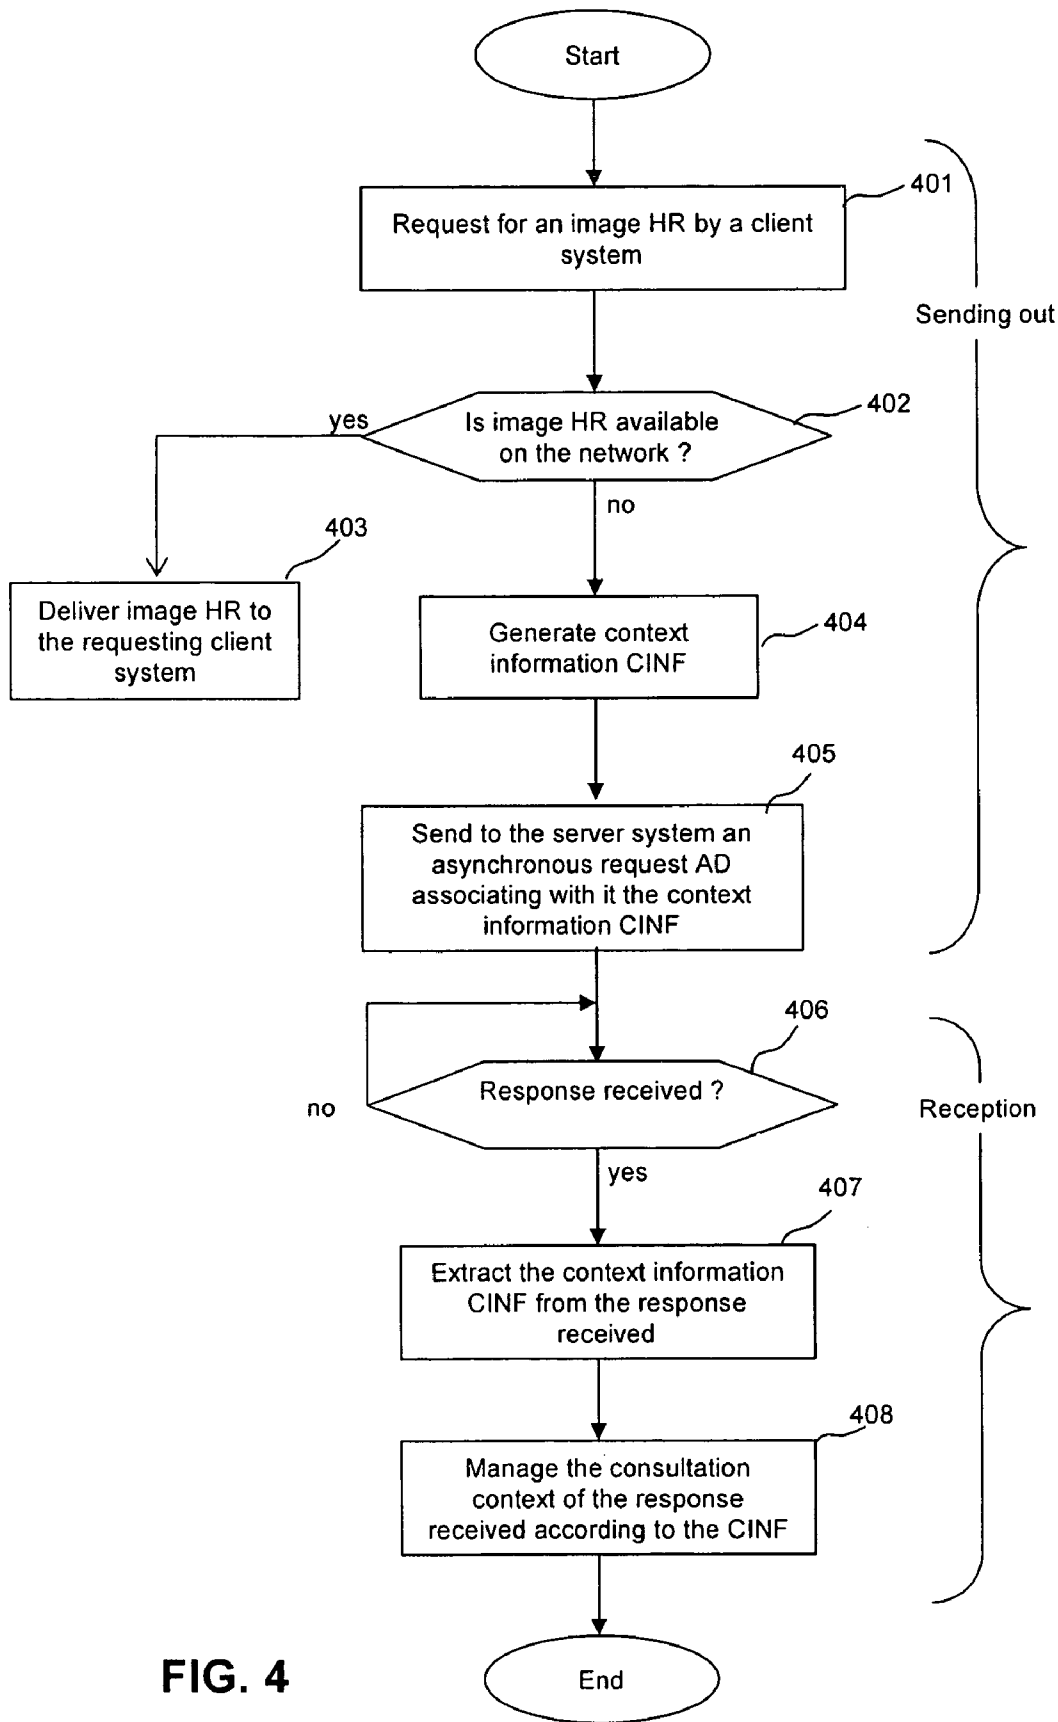 Start
401
Request for an image HR by a client
system
Sending out
402
yes
Is image HR available
on the network ?
no
403
Deliver image HR to
the requesting client
system
404
Generate context
information CINF
405
Send to the server system an
asynchronous request AD
associating with it the context
information CINF
406
Response received ?
no
Reception
yes
407
Extract the context information
CINF from the response
received
408
Manage the consultation
context of the response
received according to the CINF
End
FIG. 4